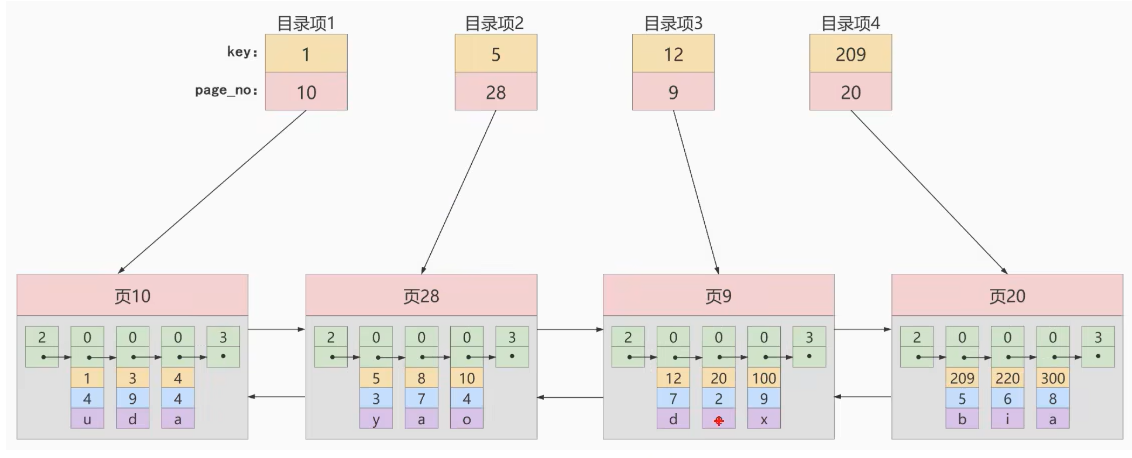 目录项1 目录项2 目录项3 目录项4
key: 1 5 12 209
page_no: 10 28 9 20
页10 页28 页9 页20
2 0 0 0 3 2 0 0 0 3 2 0 0 0 3 2 0 0 0 3
1 3 4 5 8 10 12 20 100 209 220 300
4 9 4 3 7 4 7 2 9 5 6 8
u d a y a o d x b i a